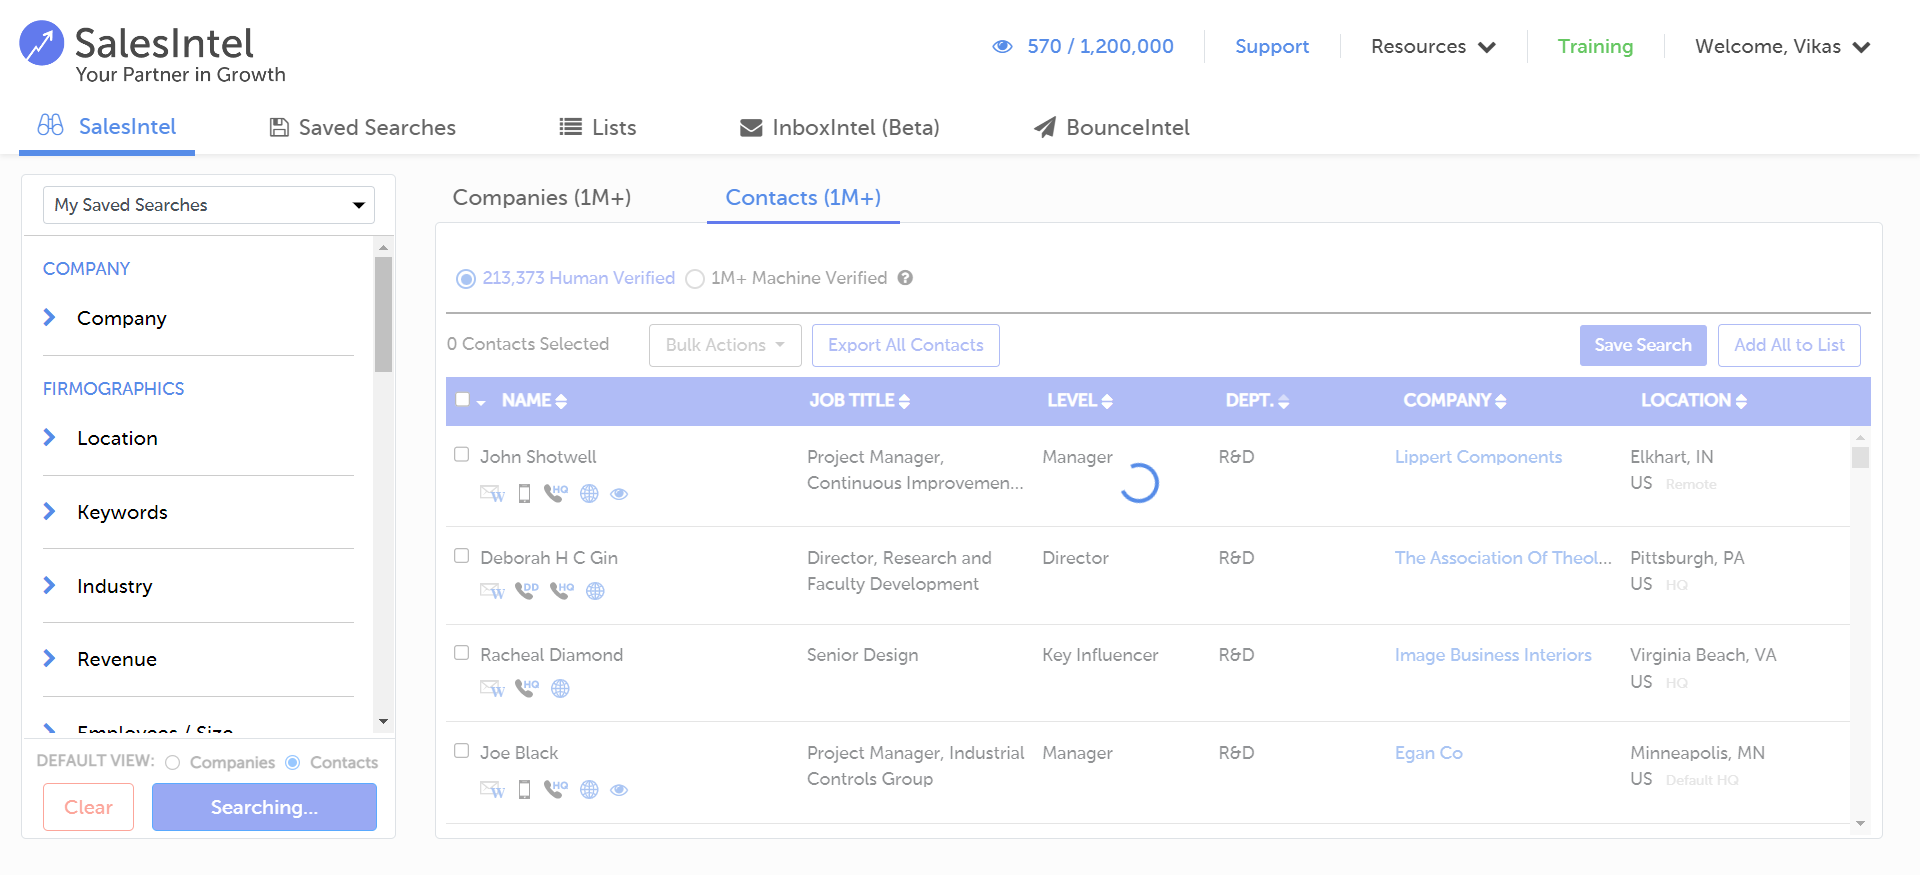 SalesIntel
Your Partner in Growth
570 / 1,200,000
Support
Resources
Training
Welcome, Vikas
SalesIntel
Saved Searches
Lists
InboxIntel (Beta)
BounceIntel
My Saved Searches
COMPANY
Company
FIRMOGRAPHICS
Location
Keywords
Industry
Revenue
Employees / Size
DEFAULT VIEW: Companies Contacts
Clear
Searching...
Companies (1M+)
Contacts (1M+)
213,373 Human Verified 1M+ Machine Verified ?
0 Contacts Selected
Bulk Actions
Export All Contacts
Save Search
Add All to List
NAME JOB TITLE LEVEL DEPT. COMPANY LOCATION
John Shotwell Project Manager, Manager R&D Lippert Components Elkhart, IN
Continuous Improvemen... US Remote
W HQ
Deborah H C Gin Director, Research and Director R&D The Association Of Theol... Pittsburgh, PA
Faculty Development US HQ
W DD HQ
Racheal Diamond Senior Design Key Influencer R&D Image Business Interiors Virginia Beach, VA
US HQ
W HQ
Joe Black Project Manager, Industrial Manager R&D Egan Co Minneapolis, MN
Controls Group US Default HQ
W HQ